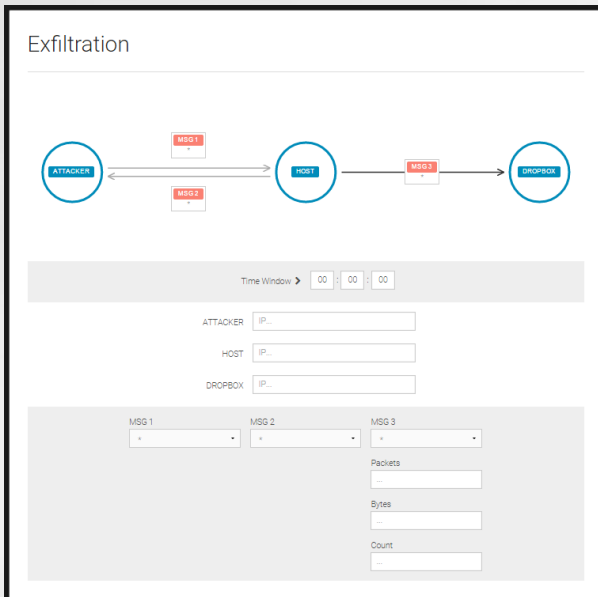 Exfiltration
MSG 1
*
ATTACKER
HOST
MSG 3
*
DROPBOX
MSG 2
*
Time Window > 00 : 00 : 00
ATTACKER IP...
HOST IP...
DROPBOX IP...
MSG 1 MSG 2 MSG 3
* * *
Packets
...
Bytes
...
Count
...